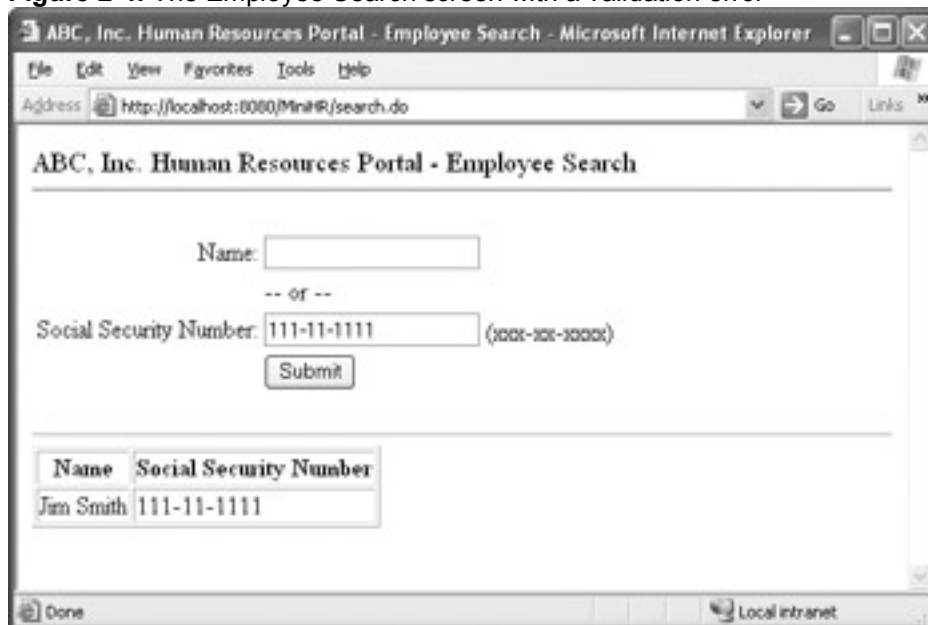 Figure 2-4. The Employee Search screen with a validation error
ABC, Inc. Human Resources Portal - Employee Search - Microsoft Internet Explorer
File Edit View Favorites Tools Help
Address http://localhost:8080/MiniHR/search.do Go Links »
ABC, Inc. Human Resources Portal - Employee Search
Name:
-- or --
Social Security Number: 111-11-1111 (xxx-xx-xxxx)
Submit
Name Social Security Number
Jim Smith 111-11-1111
Done Local intranet